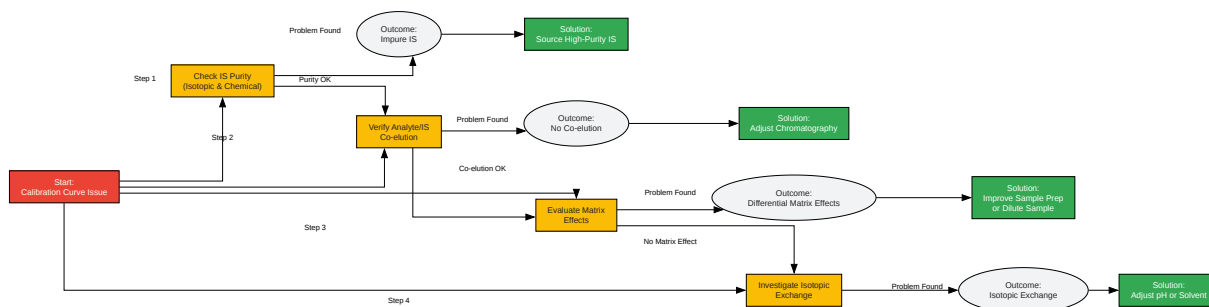 Problem Found
Outcome:
Impure IS
Solution:
Source High-Purity IS
Step 1
Check IS Purity
(Isotopic & Chemical)
Purity OK
Step 2
Verify Analyte/IS
Co-elution
Problem Found
Outcome:
No Co-elution
Solution:
Adjust Chromatography
Co-elution OK
Start:
Calibration Curve Issue
Step 3
Evaluate Matrix
Effects
Problem Found
Outcome:
Differential Matrix Effects
Solution:
Improve Sample Prep
or Dilute Sample
No Matrix Effect
Step 4
Investigate Isotopic
Exchange
Problem Found
Outcome:
Isotopic Exchange
Solution:
Adjust pH or Solvent